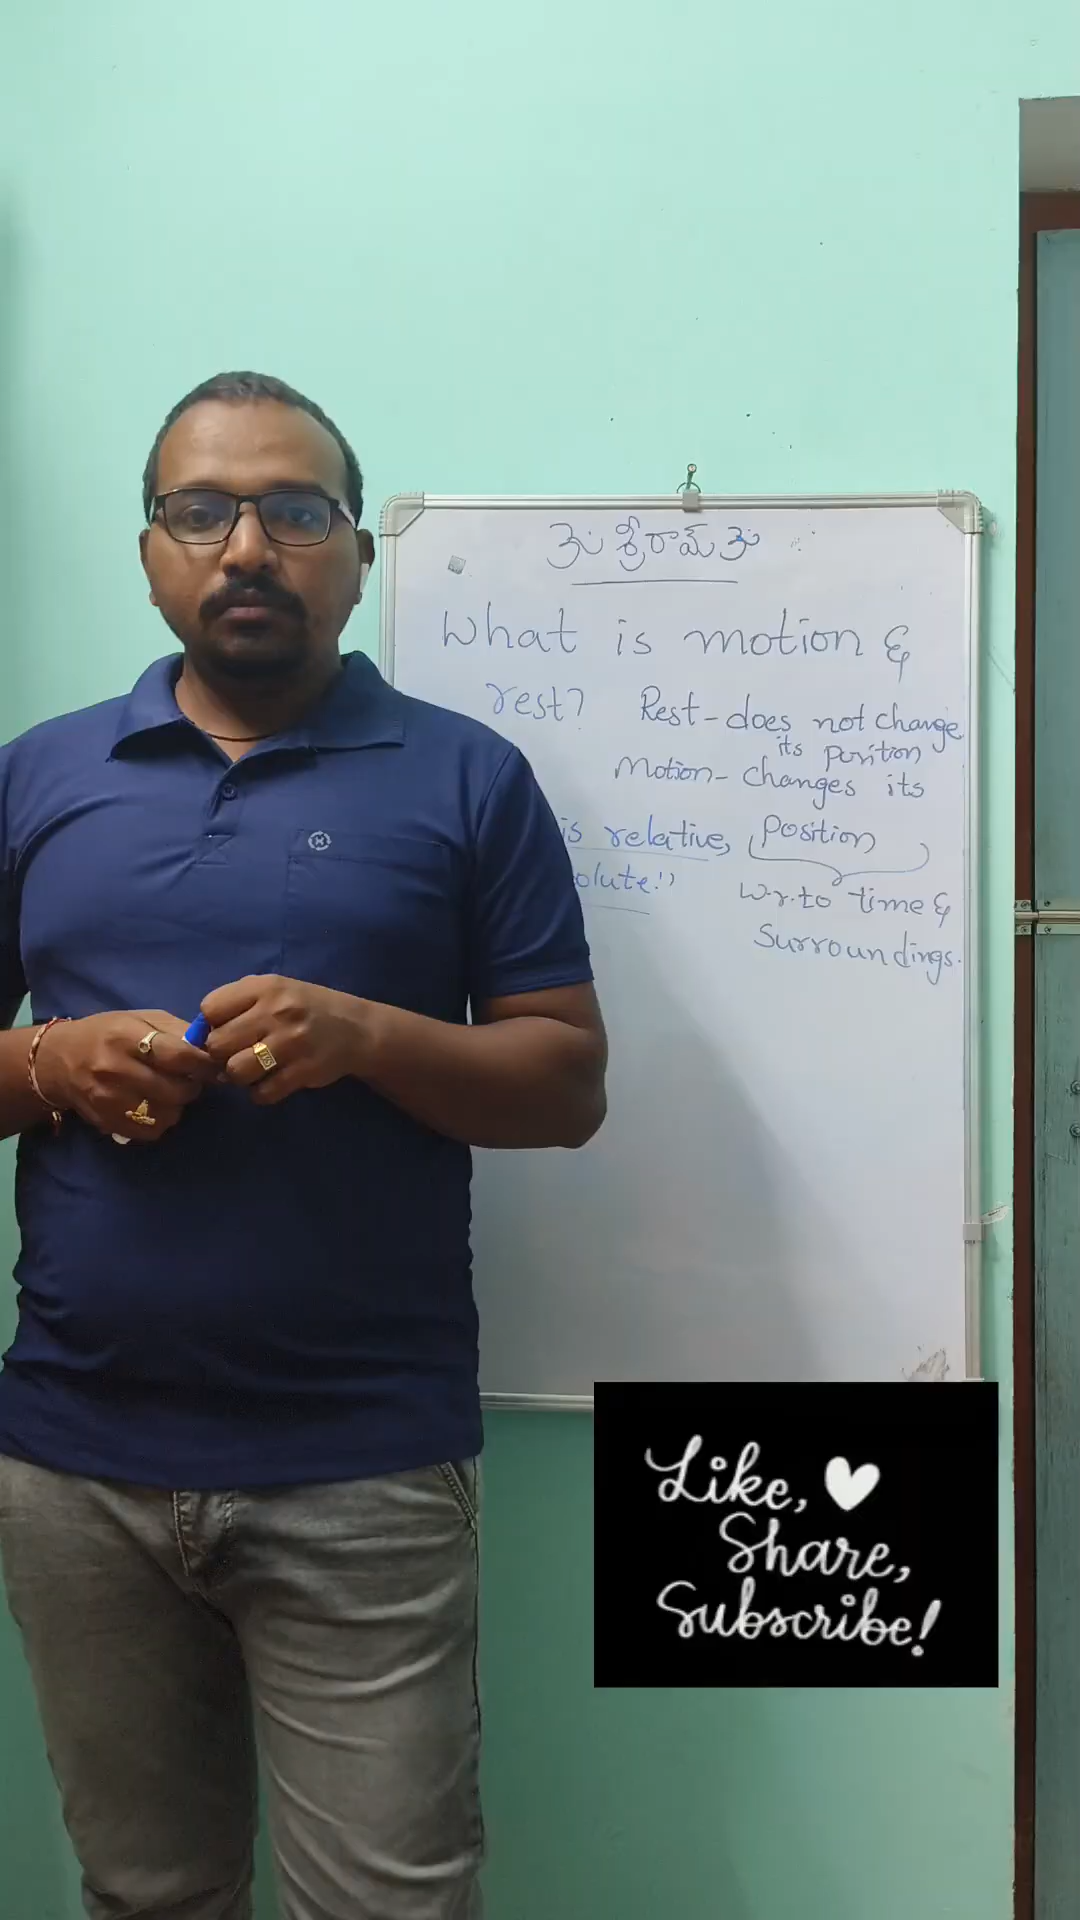 ఓం శ్రీరామ్ ఓం
What is motion &
rest?
Rest - does not change
its position
Motion - changes its
position
w.r.to time &
surroundings.
is relative,
olute!"
Like,
Share,
Subscribe!